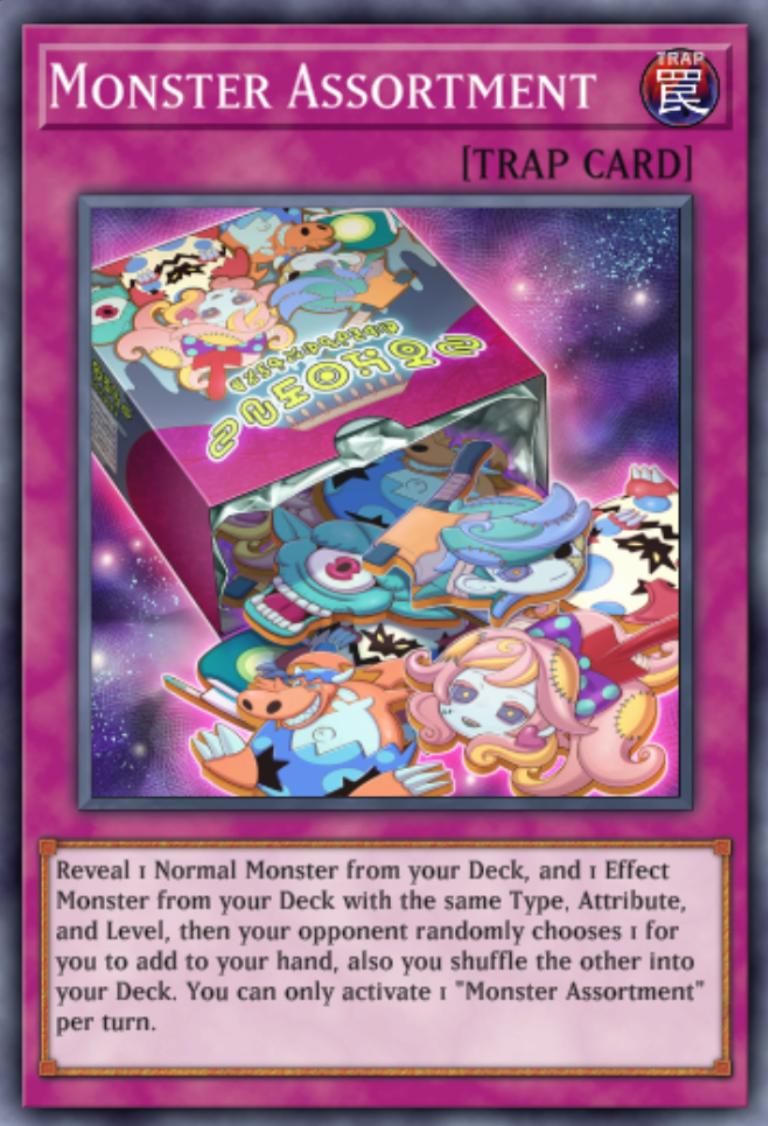 MONSTER ASSORTMENT
TRAP
罠
[TRAP CARD]
Reveal 1 Normal Monster from your Deck, and 1 Effect
Monster from your Deck with the same Type, Attribute,
and Level, then your opponent randomly chooses 1 for
you to add to your hand, also you shuffle the other into
your Deck. You can only activate 1 "Monster Assortment"
per turn.